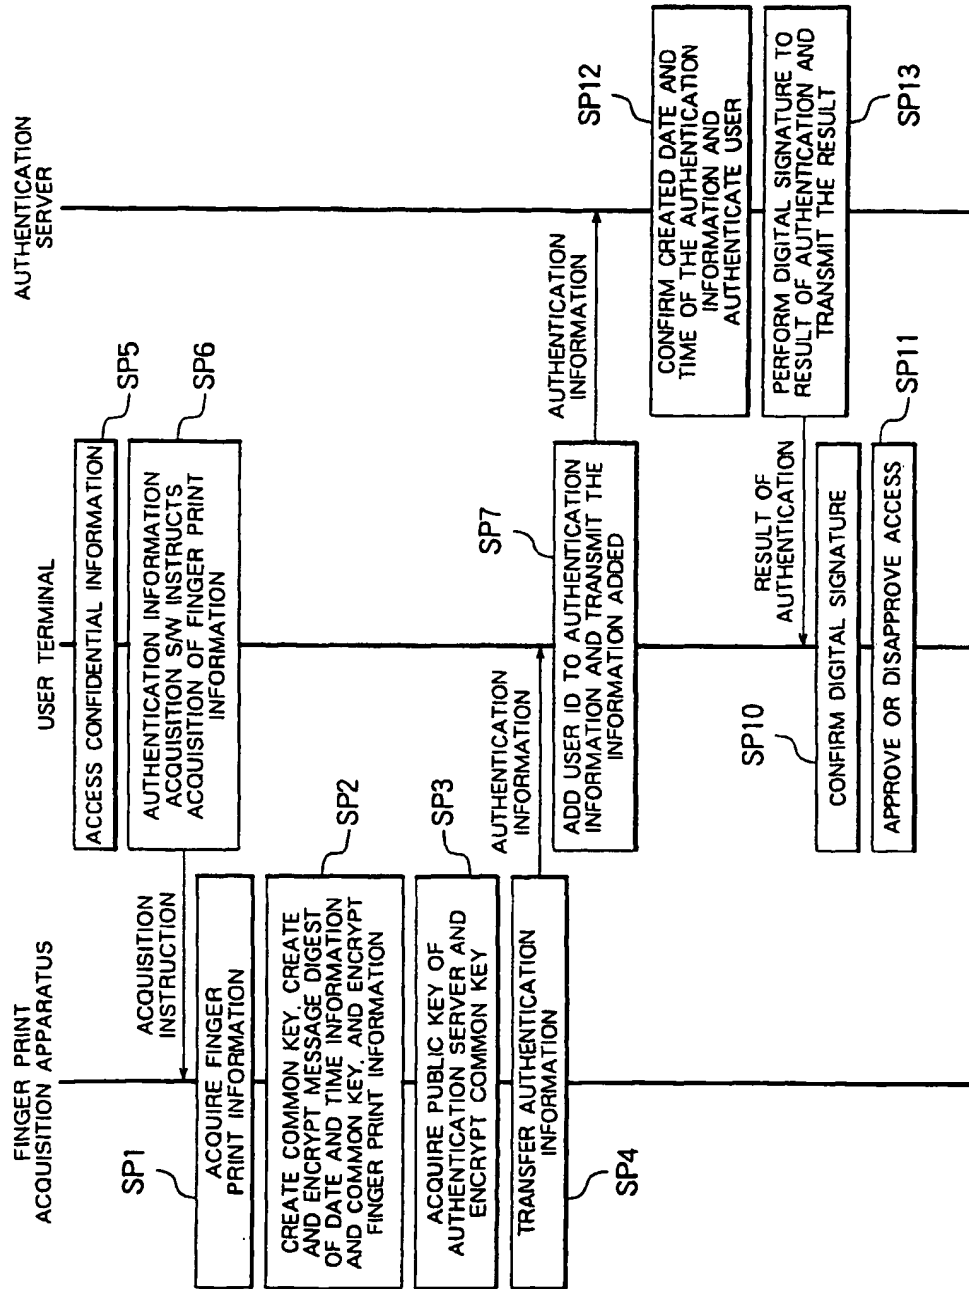 FINGER PRINT
ACQUISITION APPARATUS
USER TERMINAL
AUTHENTICATION
SERVER
ACCESS CONFIDENTIAL INFORMATION
SP5
AUTHENTICATION INFORMATION
ACQUISITION S/W INSTRUCTS
ACQUISITION OF FINGER PRINT
INFORMATION
SP6
ACQUISITION
INSTRUCTION
SP1
ACQUIRE FINGER
PRINT INFORMATION
CREATE COMMON KEY, CREATE
AND ENCRYPT MESSAGE DIGEST
OF DATE AND TIME INFORMATION
AND COMMON KEY, AND ENCRYPT
FINGER PRINT INFORMATION
SP2
ACQUIRE PUBLIC KEY OF
AUTHENTICATION SERVER AND
ENCRYPT COMMON KEY
SP3
TRANSFER AUTHENTICATION
INFORMATION
SP4
AUTHENTICATION
INFORMATION
SP7
ADD USER ID TO AUTHENTICATION
INFORMATION AND TRANSMIT THE
INFORMATION ADDED
AUTHENTICATION
INFORMATION
SP12
CONFIRM CREATED DATE AND
TIME OF THE AUTHENTICATION
INFORMATION AND
AUTHENTICATE USER
PERFORM DIGITAL SIGNATURE TO
RESULT OF AUTHENTICATION AND
TRANSMIT THE RESULT
SP13
RESULT OF
AUTHENTICATION
SP10
CONFIRM DIGITAL SIGNATURE
APPROVE OR DISAPPROVE ACCESS
SP11